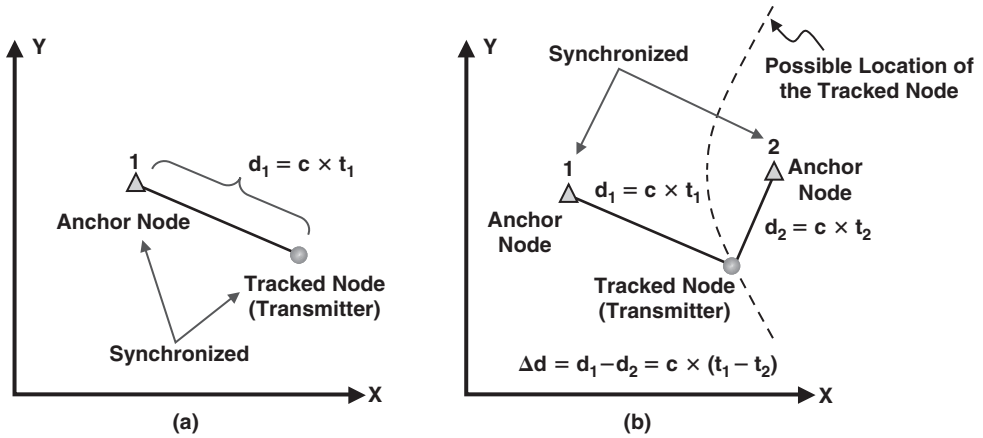 Y
1
d₁ = c × t₁
Anchor Node
Tracked Node
(Transmitter)
Synchronized
X
(a)
Y
Synchronized
Possible Location of
the Tracked Node
1
2
Anchor
Node
d₁ = c × t₁
Anchor
Node
d₂ = c × t₂
Tracked Node
(Transmitter)
Δd = d₁−d₂ = c × (t₁−t₂)
X
(b)